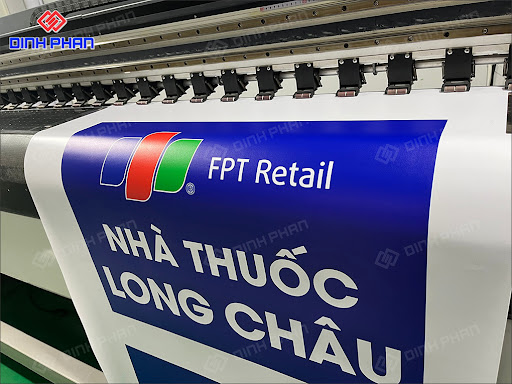 DINH PHAN
FPT Retail
®
NHÀ THUỐC
LONG CHÂU